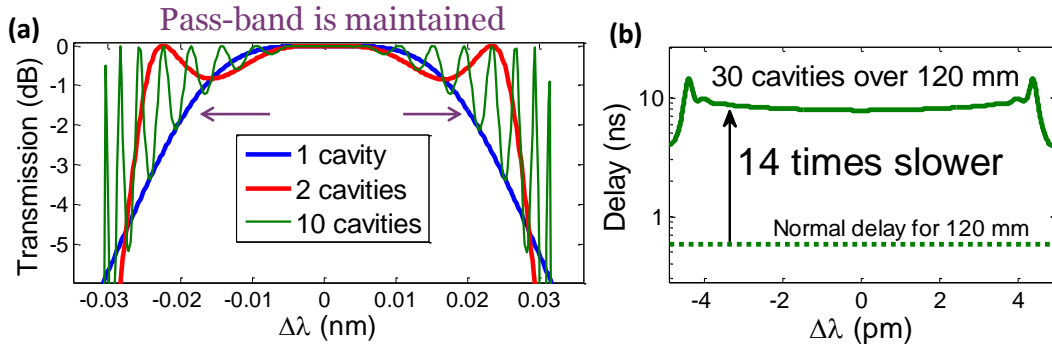 Pass-band is maintained
(a)
Transmission (dB)
0
-1
-2
-3
-4
-5
1 cavity
2 cavities
10 cavities
-0.03
-0.02
-0.01
0
0.01
0.02
0.03
Δλ (nm)
(b)
Delay (ns)
10
1
30 cavities over 120 mm
14 times slower
Normal delay for 120 mm
-4
-2
0
2
4
Δλ (pm)